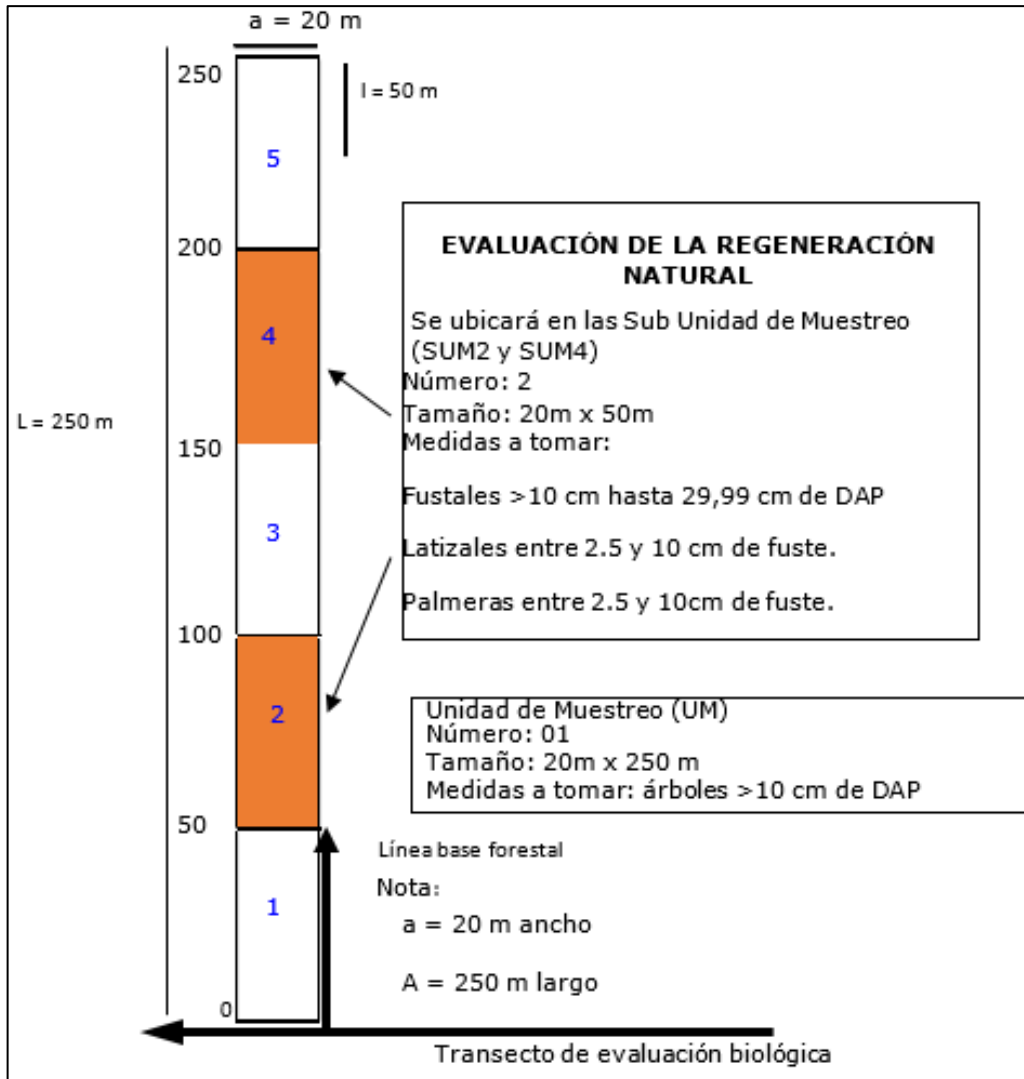 a = 20 m
250
l = 50 m
5
200
EVALUACIÓN DE LA REGENERACIÓN
NATURAL
Se ubicará en las Sub Unidad de Muestreo
(SUM2 y SUM4)
Número: 2
Tamaño: 20m x 50m
Medidas a tomar:
Fustales >10 cm hasta 29,99 cm de DAP
Latizales entre 2.5 y 10 cm de fuste.
Palmeras entre 2.5 y 10cm de fuste.
4
L = 250 m
150
3
100
2
Unidad de Muestreo (UM)
Número: 01
Tamaño: 20m x 250 m
Medidas a tomar: árboles >10 cm de DAP
50
Línea base forestal
Nota:
a = 20 m ancho
A = 250 m largo
1
0
Transecto de evaluación biológica